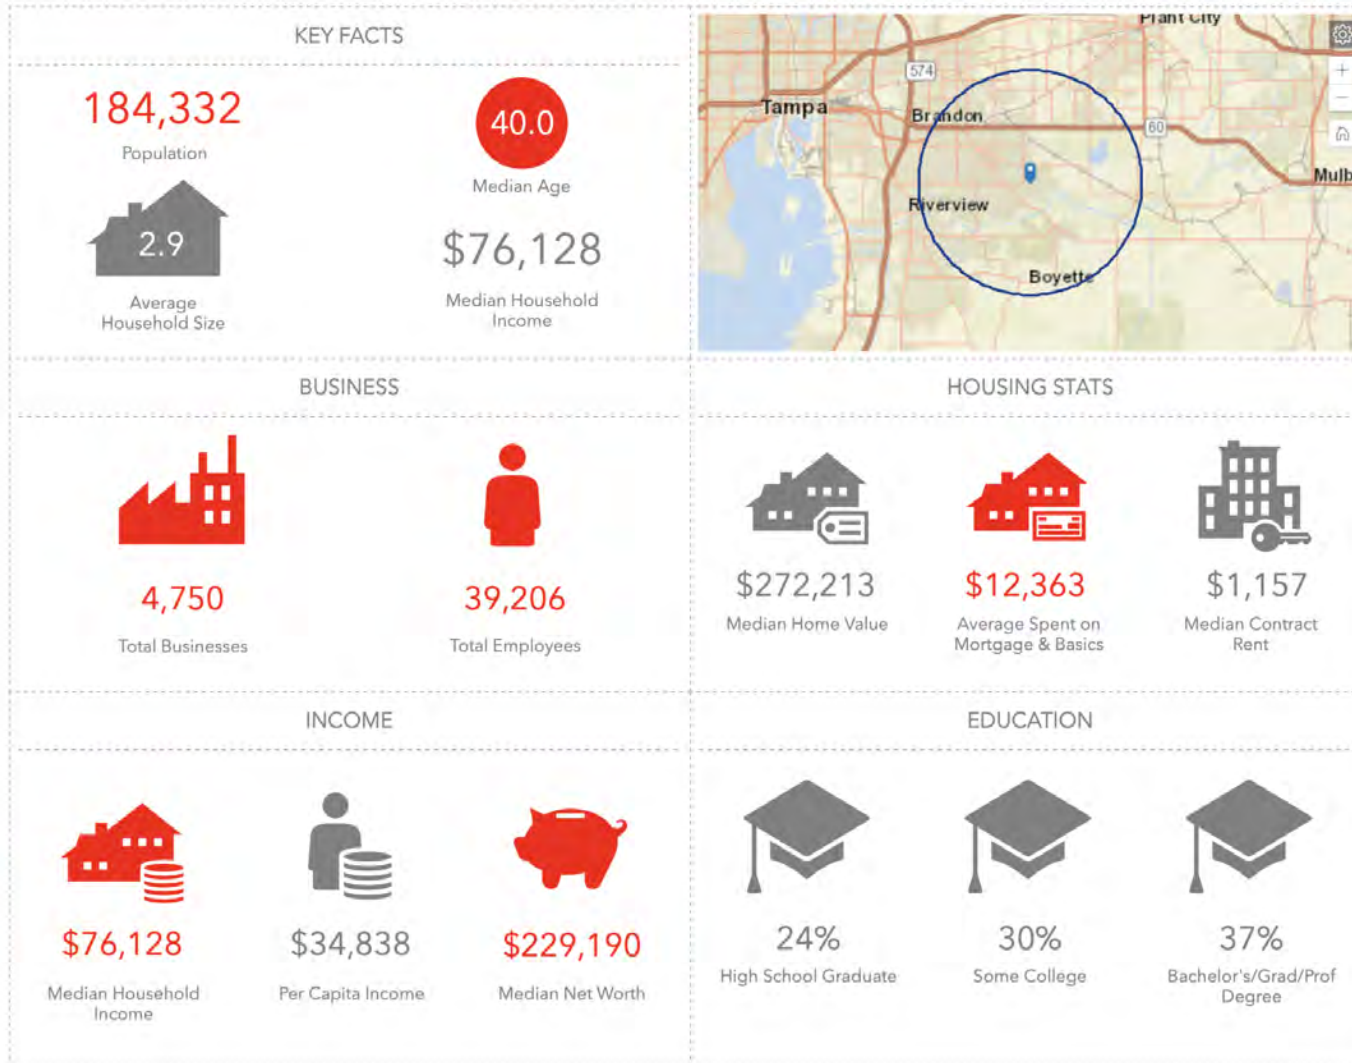 KEY FACTS
184,332
Population
40.0
Median Age
2.9
Average
Household Size
$76,128
Median Household
Income
Plant City
574
Tampa
Brandon
60
Mulb
Riverview
Boyette
BUSINESS
4,750
Total Businesses
39,206
Total Employees
HOUSING STATS
$272,213
Median Home Value
$12,363
Average Spent on
Mortgage & Basics
$1,157
Median Contract
Rent
INCOME
$76,128
Median Household
Income
$34,838
Per Capita Income
$229,190
Median Net Worth
EDUCATION
24%
High School Graduate
30%
Some College
37%
Bachelor's/Grad/Prof
Degree